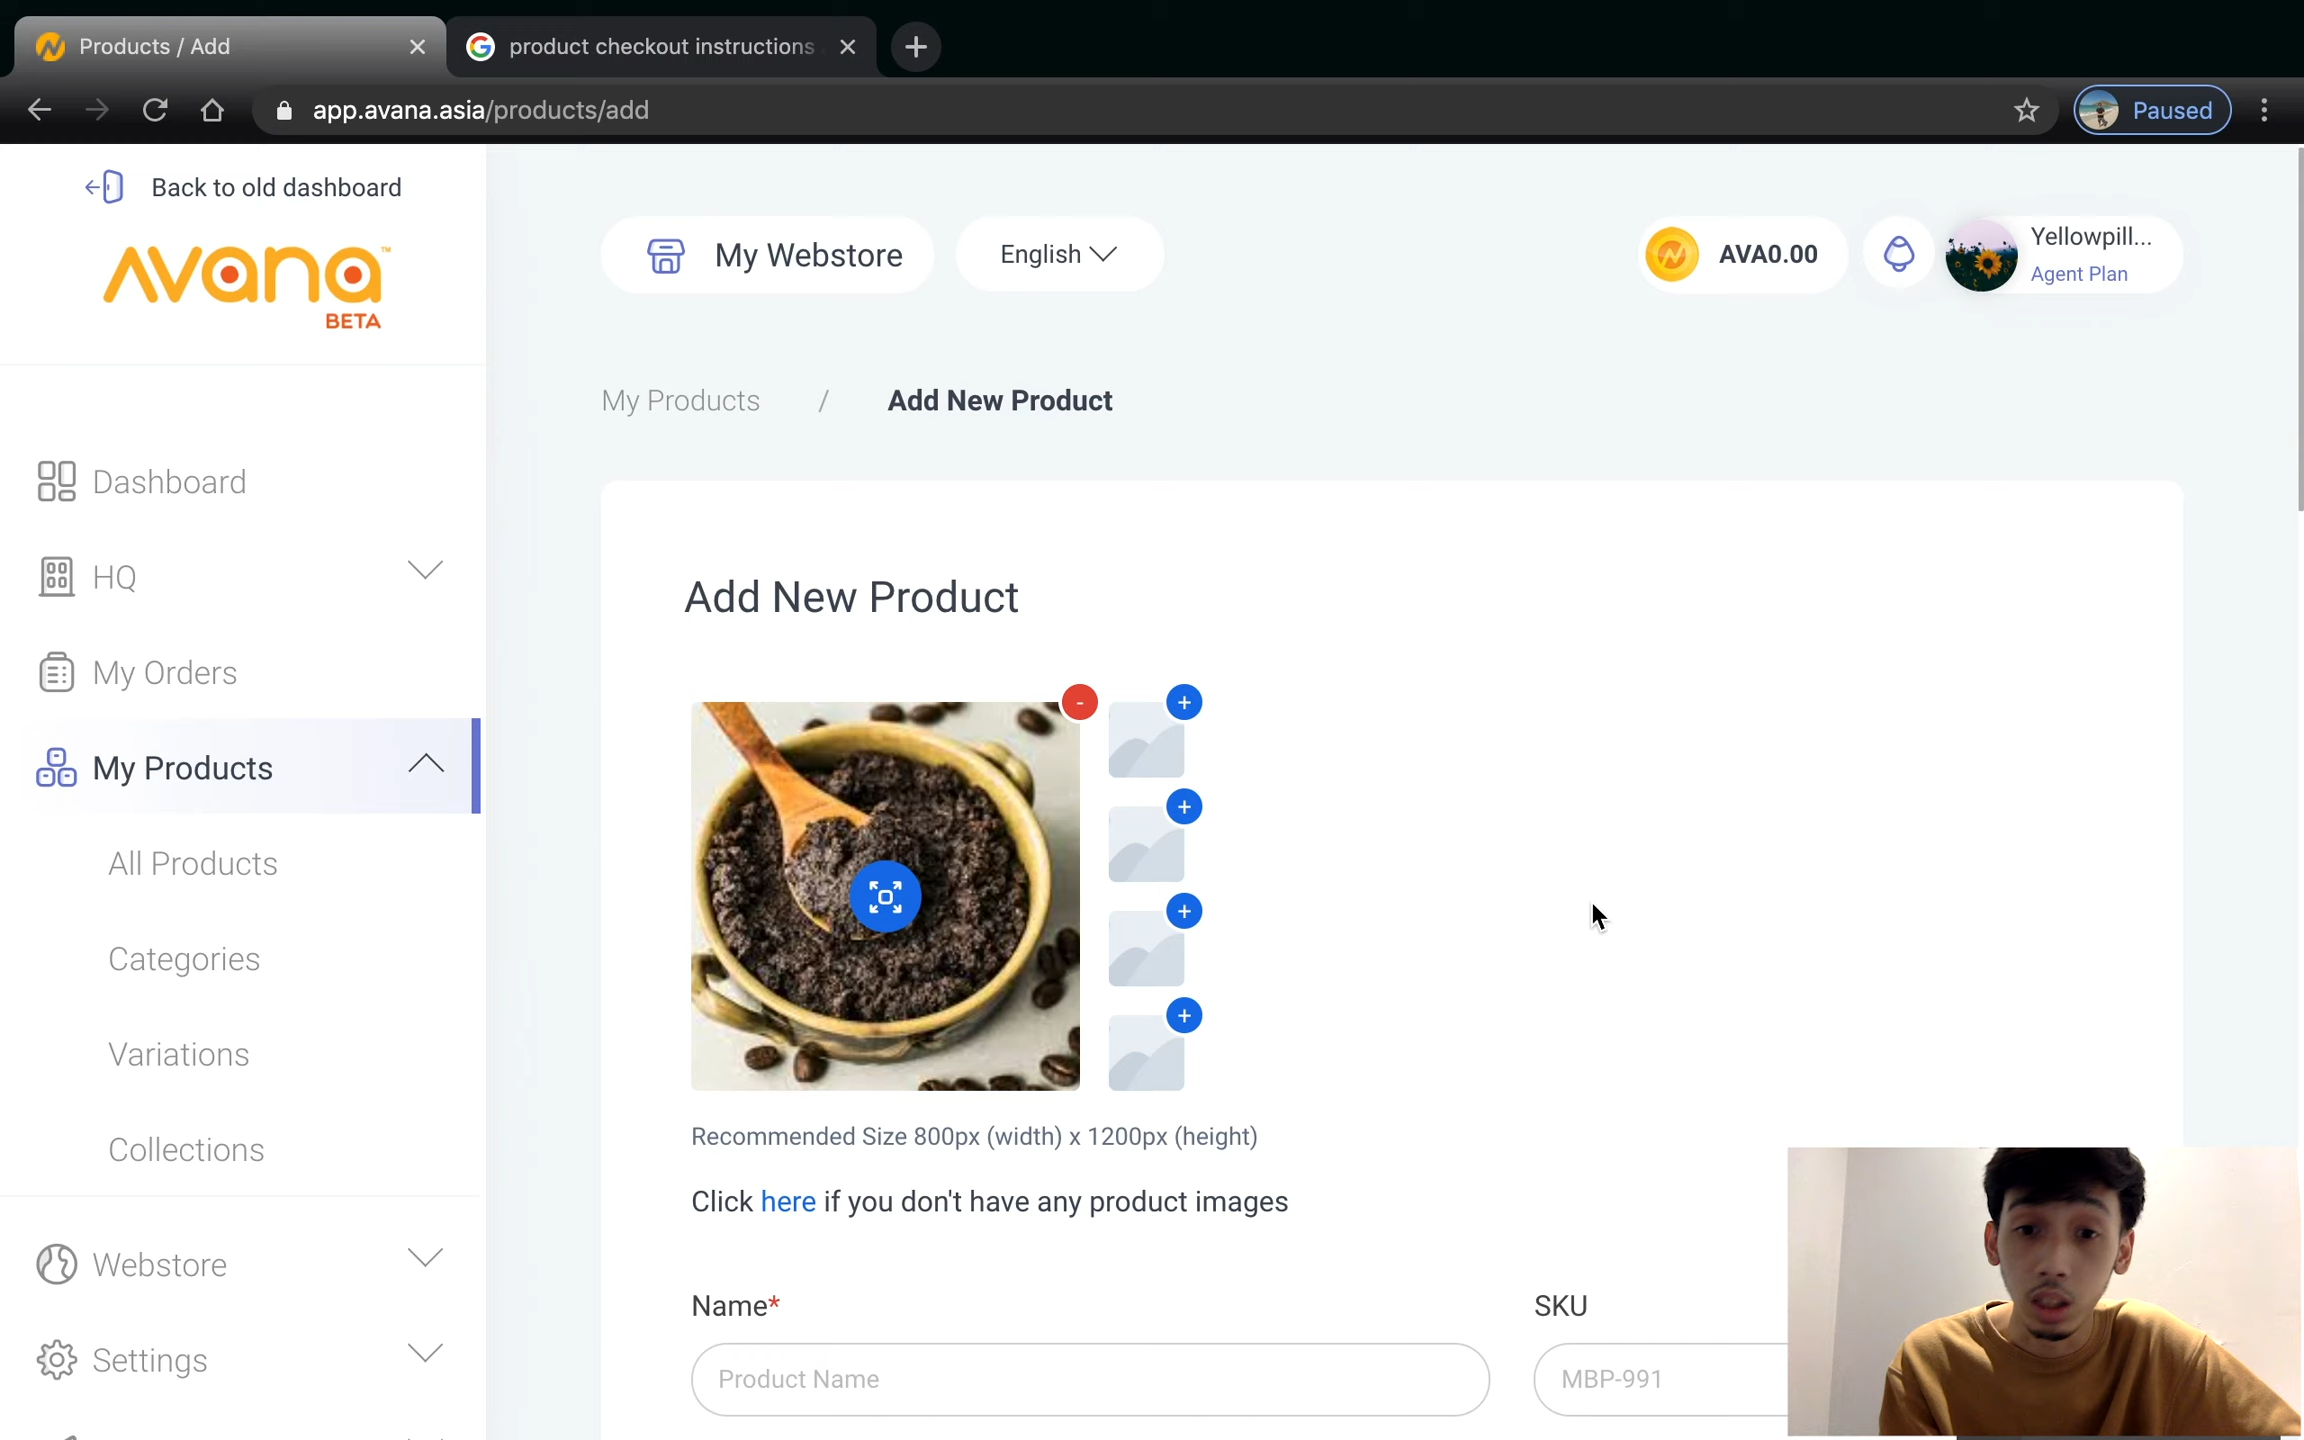 Products / Add
product checkout instructions
app.avana.asia/products/add
Paused
Back to old dashboard
avana™
BETA
My Webstore
English
AVA0.00
Yellowpill...
Agent Plan
My Products / Add New Product
Dashboard
HQ
My Orders
My Products
All Products
Categories
Variations
Collections
Webstore
Settings
Add New Product
-
+
+
+
+
Recommended Size 800px (width) x 1200px (height)
Click here if you don't have any product images
Name*
SKU
Product Name
MBP-991